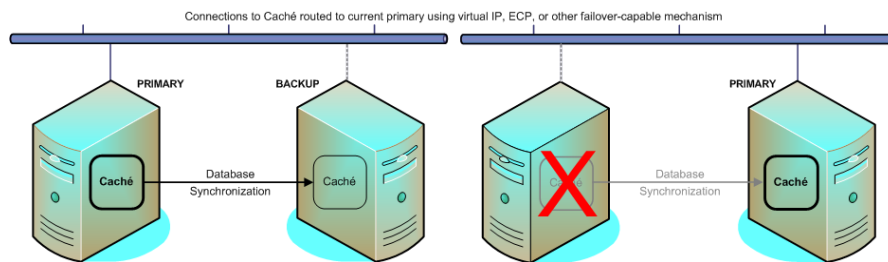 Connections to Caché routed to current primary using virtual IP, ECP, or other failover-capable mechanism
PRIMARY
BACKUP
PRIMARY
Caché
Database
Synchronization
Caché
Caché
Database
Synchronization
Caché